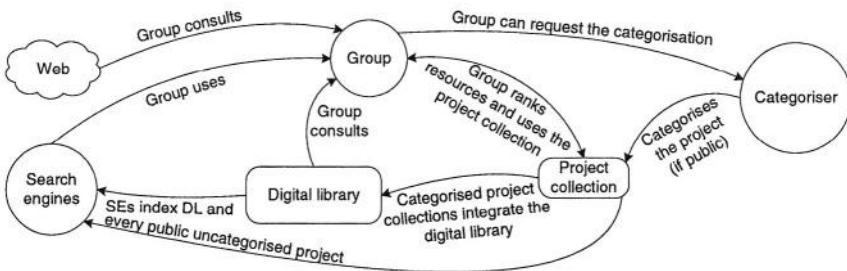 Group consults
Group can request the categorisation
Web
Group
Group uses
Group ranks
resources and uses the
project collection
Categoriser
Group
consults
Categorises
the project
(if public)
Project
collection
Search
engines
Digital library
Categorised project
collections integrate the
digital library
SEs index DL and
every public uncategorised project